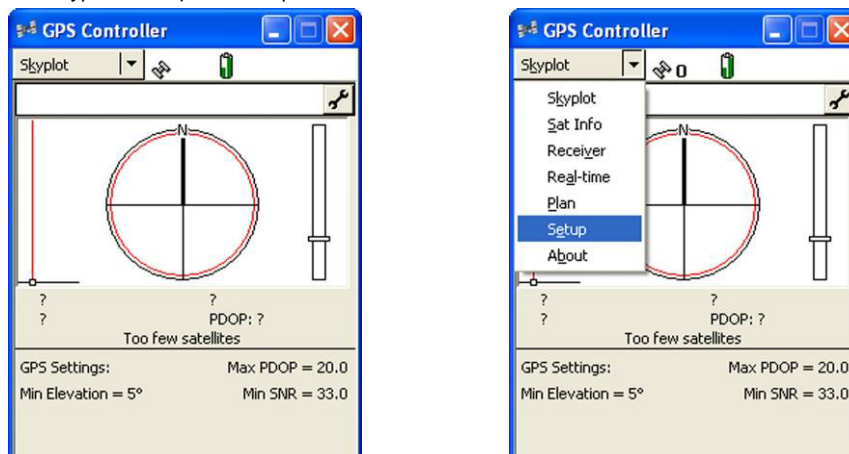 GPS Controller
Skyplot
N
? ?
? PDOP: ?
Too few satellites
GPS Settings: Max PDOP = 20.0
Min Elevation = 5° Min SNR = 33.0
GPS Controller
Skyplot 0
Skyplot
Sat Info
Receiver
Real-time
Plan
Setup
About
N
? ?
? PDOP: ?
Too few satellites
GPS Settings: Max PDOP = 20.0
Min Elevation = 5° Min SNR = 33.0